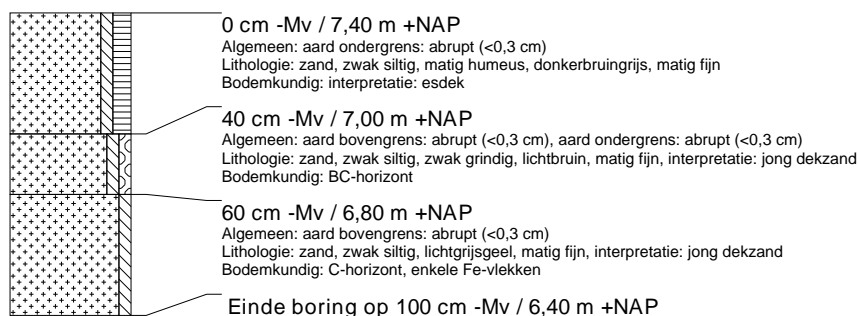 0 cm -Mv / 7,40 m +NAP
Algemeen: aard ondergrens: abrupt (<0,3 cm)
Lithologie: zand, zwak siltig, matig humeus, donkerbruingrijs, matig fijn
Bodemkundig: interpretatie: esdek
40 cm -Mv / 7,00 m +NAP
Algemeen: aard bovengrens: abrupt (<0,3 cm), aard ondergrens: abrupt (<0,3 cm)
Lithologie: zand, zwak siltig, zwak grindig, lichtbruin, matig fijn, interpretatie: jong dekzand
Bodemkundig: BC-horizont
60 cm -Mv / 6,80 m +NAP
Algemeen: aard bovengrens: abrupt (<0,3 cm)
Lithologie: zand, zwak siltig, lichtgrijsgeel, matig fijn, interpretatie: jong dekzand
Bodemkundig: C-horizont, enkele Fe-vlekken
Einde boring op 100 cm -Mv / 6,40 m +NAP